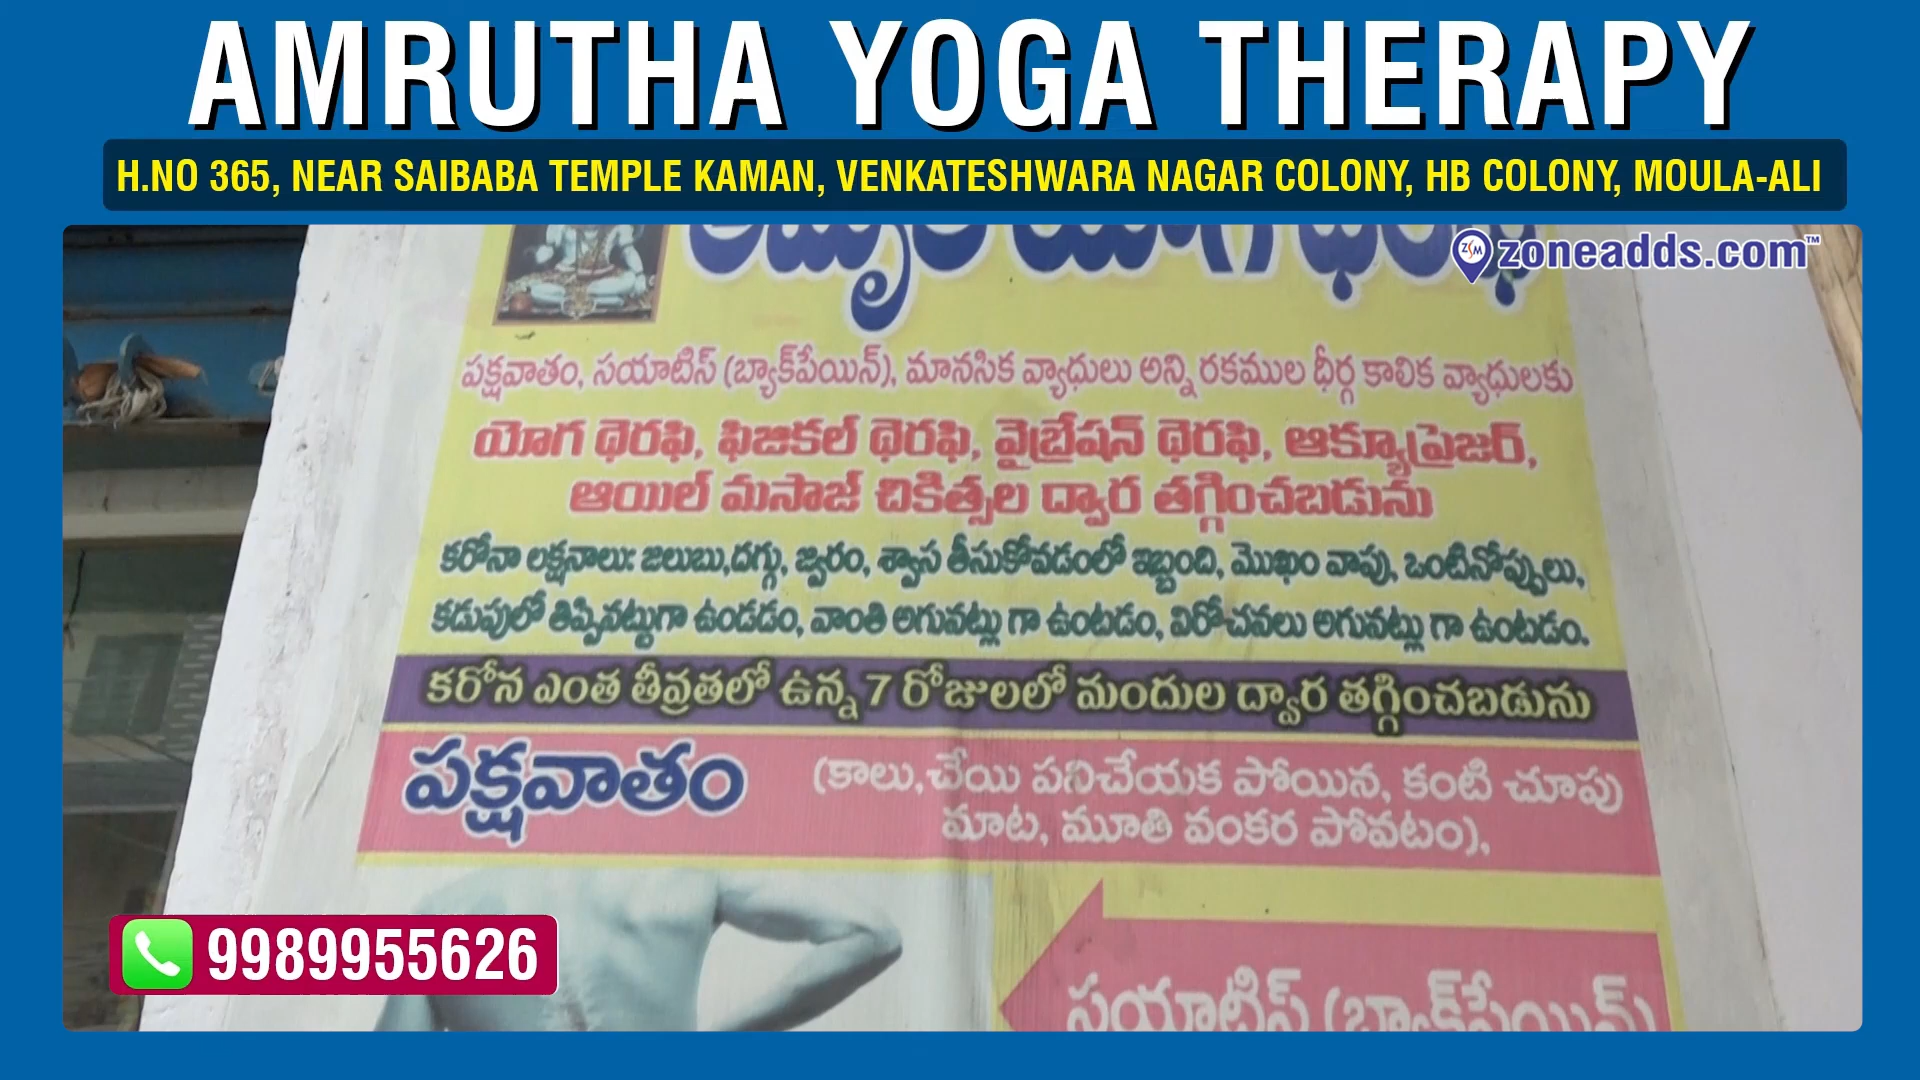 AMRUTHA YOGA THERAPY
H.NO 365, NEAR SAIBABA TEMPLE KAMAN, VENKATESHWARA NAGAR COLONY, HB COLONY, MOULA-ALI
zoneadds.com™
పక్షవాతం, సయాటిస్ (బ్యాక్‌పేయిన్), మానసిక వ్యాధులు అన్ని రకముల ధీర్గ కాలిక వ్యాధులకు
యోగ థెరఫి, ఫిజికల్ థెరఫి, వైబ్రేషన్ థెరఫి, ఆక్యూప్రెజర్,
ఆయిల్ మసాజ్ చికిత్సల ద్వార తగ్గించబడును
కరోనా లక్షనాలు: జలుబు,దగ్గు, జ్వరం, శ్వాస తీసుకోవడంలో ఇబ్బంది, మొఖం వాపు, ఒంటినోప్పులు,
కడుపులో తిప్పినట్టుగా ఉండడం, వాంతి అగునట్లు గా ఉంటడం, విరోచనలు అగునట్లు గా ఉంటడం.
కరోన ఎంత తీవ్రతలో ఉన్న 7 రోజులలో మందుల ద్వార తగ్గించబడును
పక్షవాతం (కాలు,చేయి పనిచేయక పోయిన, కంటి చూపు
మాట, మూతి వంకర పోవటం),
9989955626
సయాటిస్ (బ్యాక్‌పేయిన్)